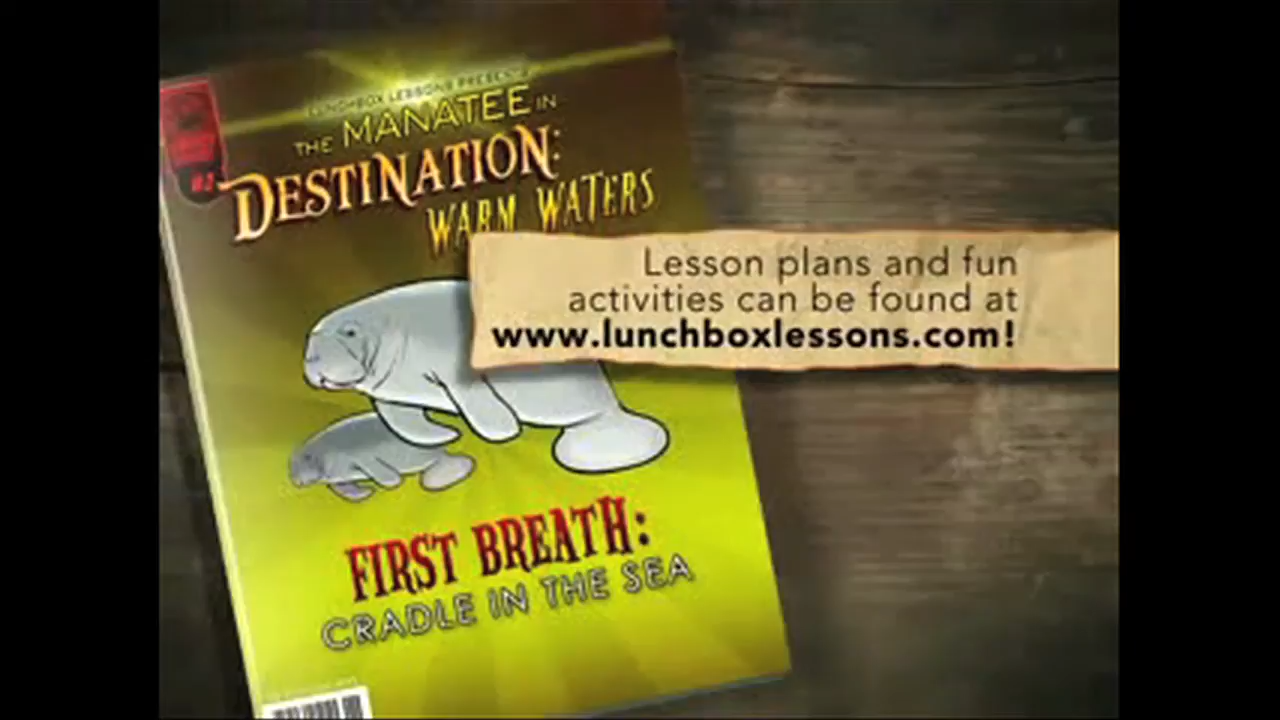 LUNCHBOX LESSONS PRESENTS
THE MANATEE IN
DESTINATION:
WARM WATERS
Lesson plans and fun
activities can be found at
www.lunchboxlessons.com!
FIRST BREATH:
CRADLE IN THE SEA